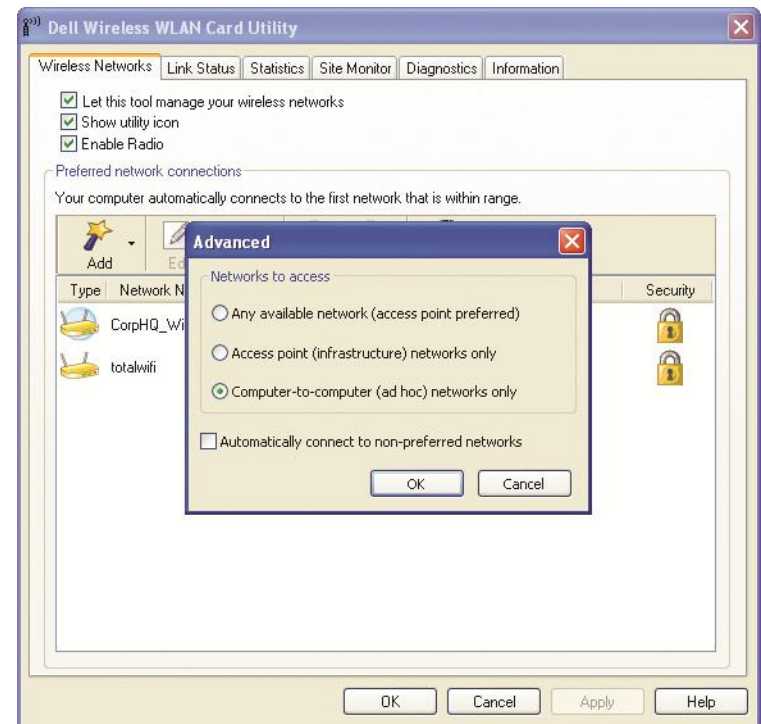 Dell Wireless WLAN Card Utility
Wireless Networks Link Status Statistics Site Monitor Diagnostics Information
Let this tool manage your wireless networks
Show utility icon
Enable Radio
Preferred network connections
Your computer automatically connects to the first network that is within range.
Add Ed
Advanced
Networks to access
Any available network (access point preferred)
Access point (infrastructure) networks only
Computer-to-computer (ad hoc) networks only
Automatically connect to non-preferred networks
OK Cancel
Type Network N Security
CorpHQ_Wi
totalwifi
OK Cancel Apply Help